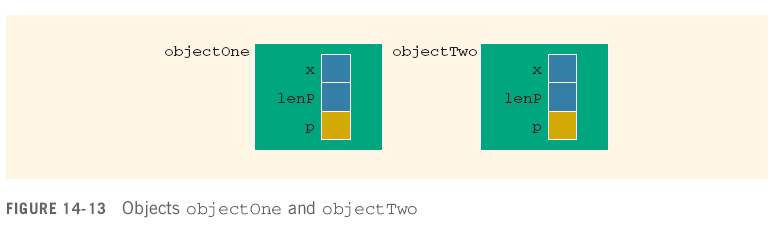 objectOne objectTwo
x x
lenP lenP
p p
FIGURE 14-13 Objects objectOne and objectTwo